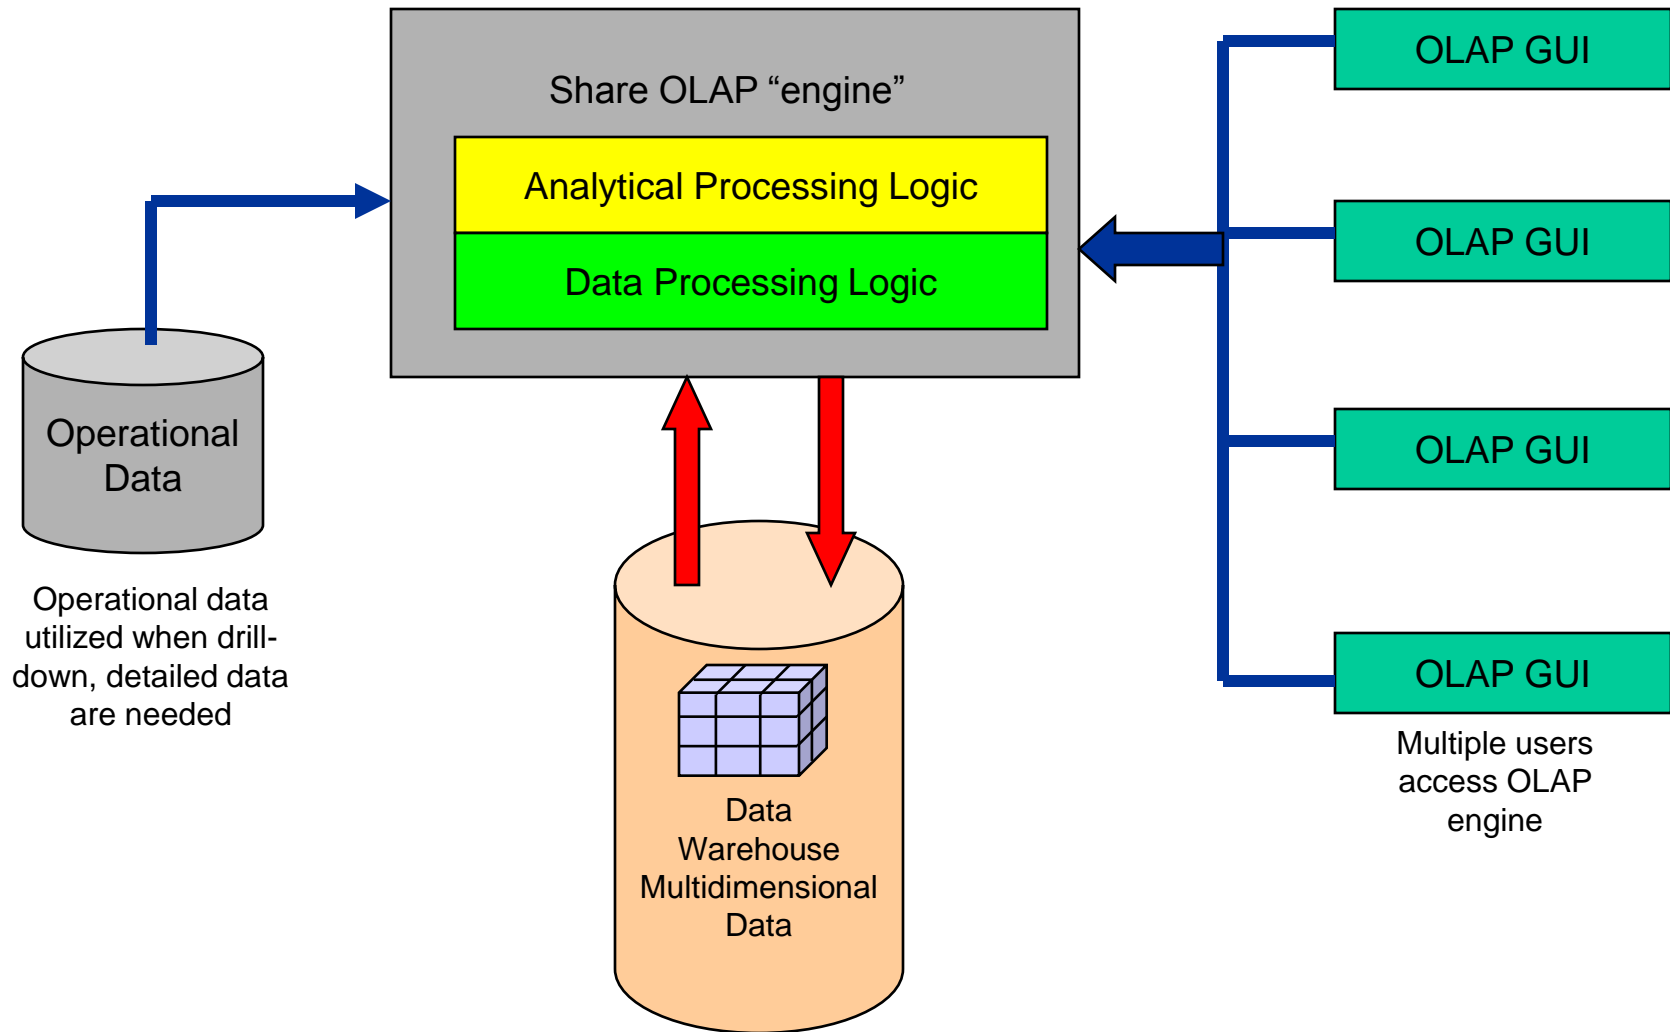 Share OLAP “engine”
Analytical Processing Logic
Data Processing Logic
Operational
Data
Operational data
utilized when drill-
down, detailed data
are needed
Data
Warehouse
Multidimensional
Data
OLAP GUI
OLAP GUI
OLAP GUI
OLAP GUI
Multiple users
access OLAP
engine